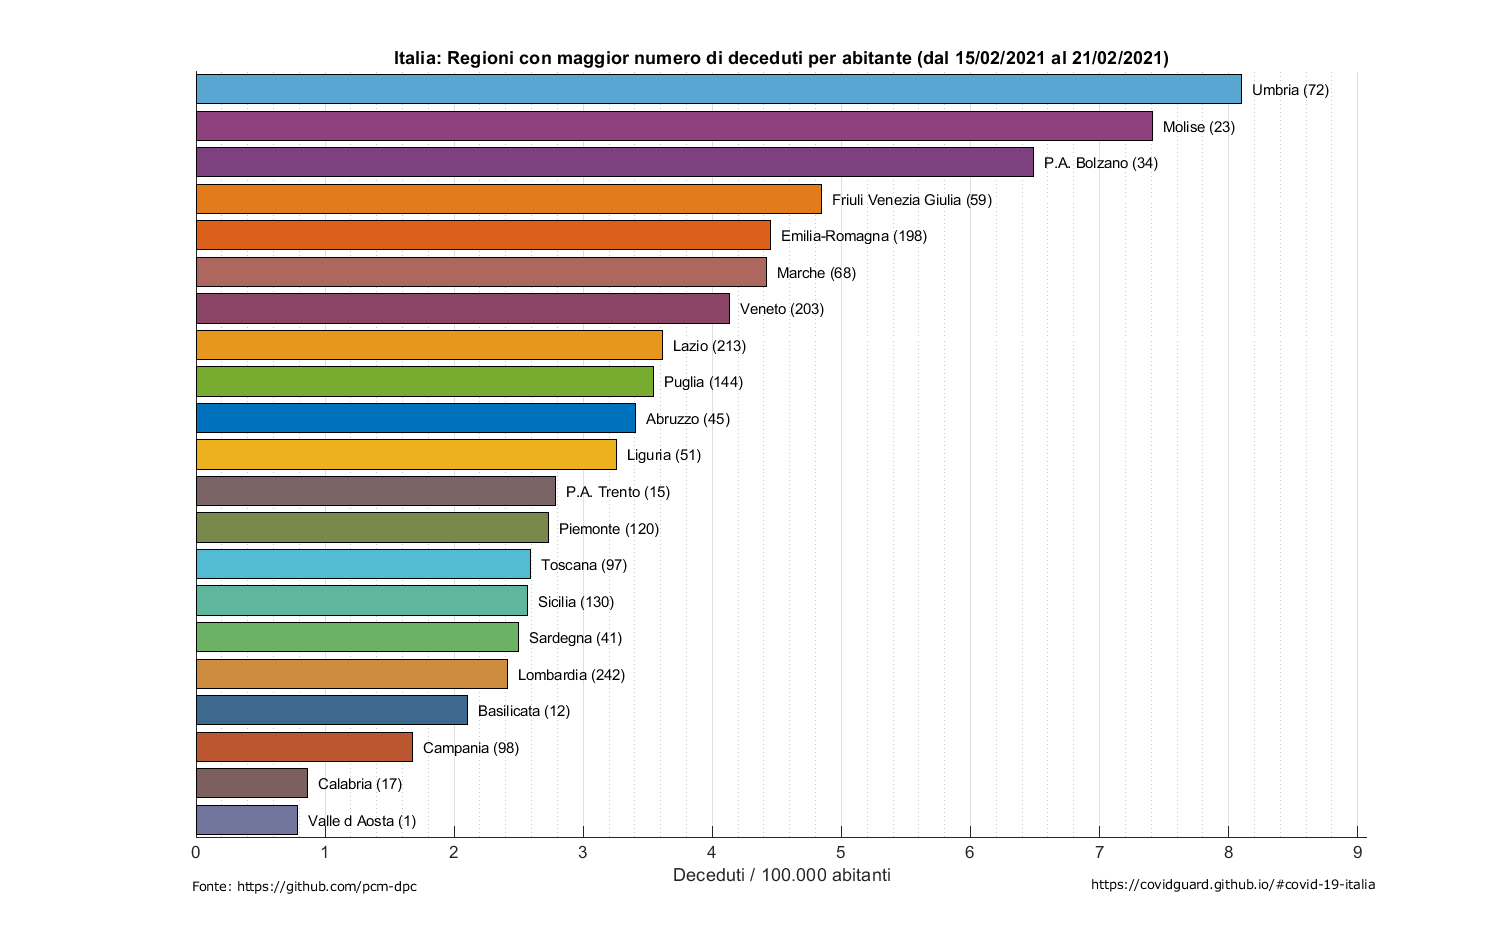 Italia: Regioni con maggior numero di deceduti per abitante (dal 15/02/2021 al 21/02/2021)
Umbria (72)
Molise (23)
P.A. Bolzano (34)
Friuli Venezia Giulia (59)
Emilia-Romagna (198)
Marche (68)
Veneto (203)
Lazio (213)
Puglia (144)
Abruzzo (45)
Liguria (51)
P.A. Trento (15)
Piemonte (120)
Toscana (97)
Sicilia (130)
Sardegna (41)
Lombardia (242)
Basilicata (12)
Campania (98)
Calabria (17)
Valle d Aosta (1)
0 1 2 3 4 5 6 7 8 9
Deceduti / 100.000 abitanti
Fonte: https://github.com/pcm-dpc
https://covidguard.github.io/#covid-19-italia